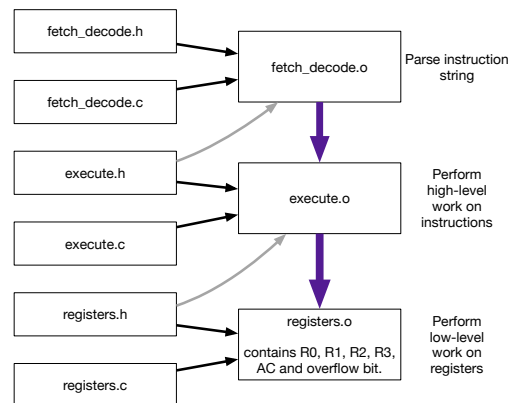 fetch_decode.h
fetch_decode.o
Parse instruction
string
fetch_decode.c
execute.h
execute.o
Perform
high-level
work on
instructions
execute.c
registers.h
registers.o
contains R0, R1, R2, R3,
AC and overflow bit.
Perform
low-level
work on
registers
registers.c